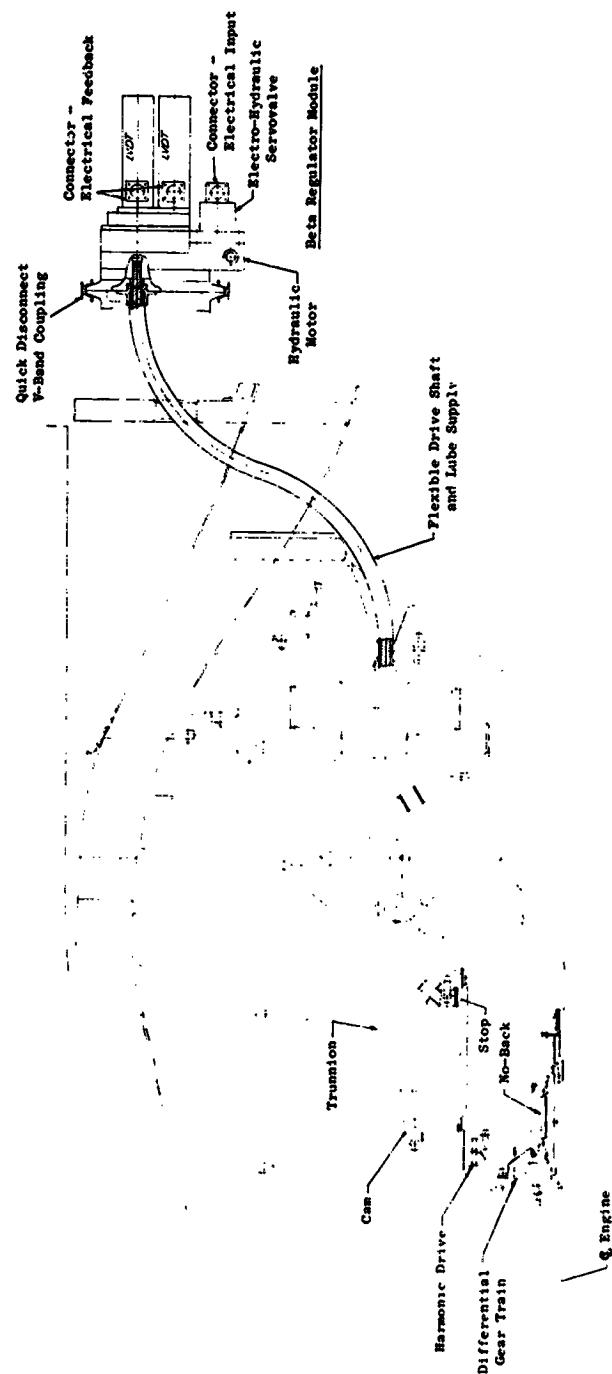 Connector -
Electrical Feedback
Quick Disconnect
V-Band Coupling
LVDT
LVDT
Connector -
Electrical Input
Electro-Hydraulic
Servovalve
Beta Regulator Module
Hydraulic
Motor
Flexible Drive Shaft
and Lube Supply
Trunnion
Cam
Stop
No-Back
Harmonic Drive
Differential
Gear Train
℄ Engine